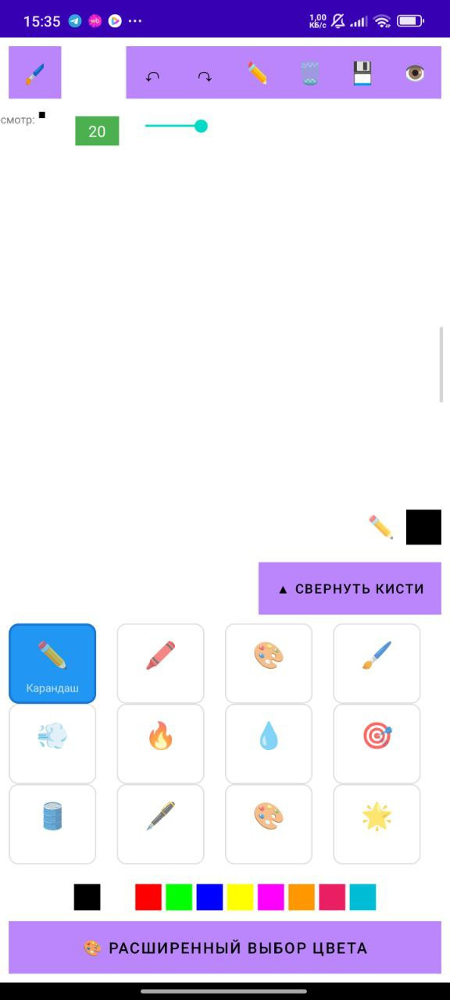 15:35
1,00
КБ/с
смотр:
20
▲ СВЕРНУТЬ КИСТИ
Карандаш
РАСШИРЕННЫЙ ВЫБОР ЦВЕТА